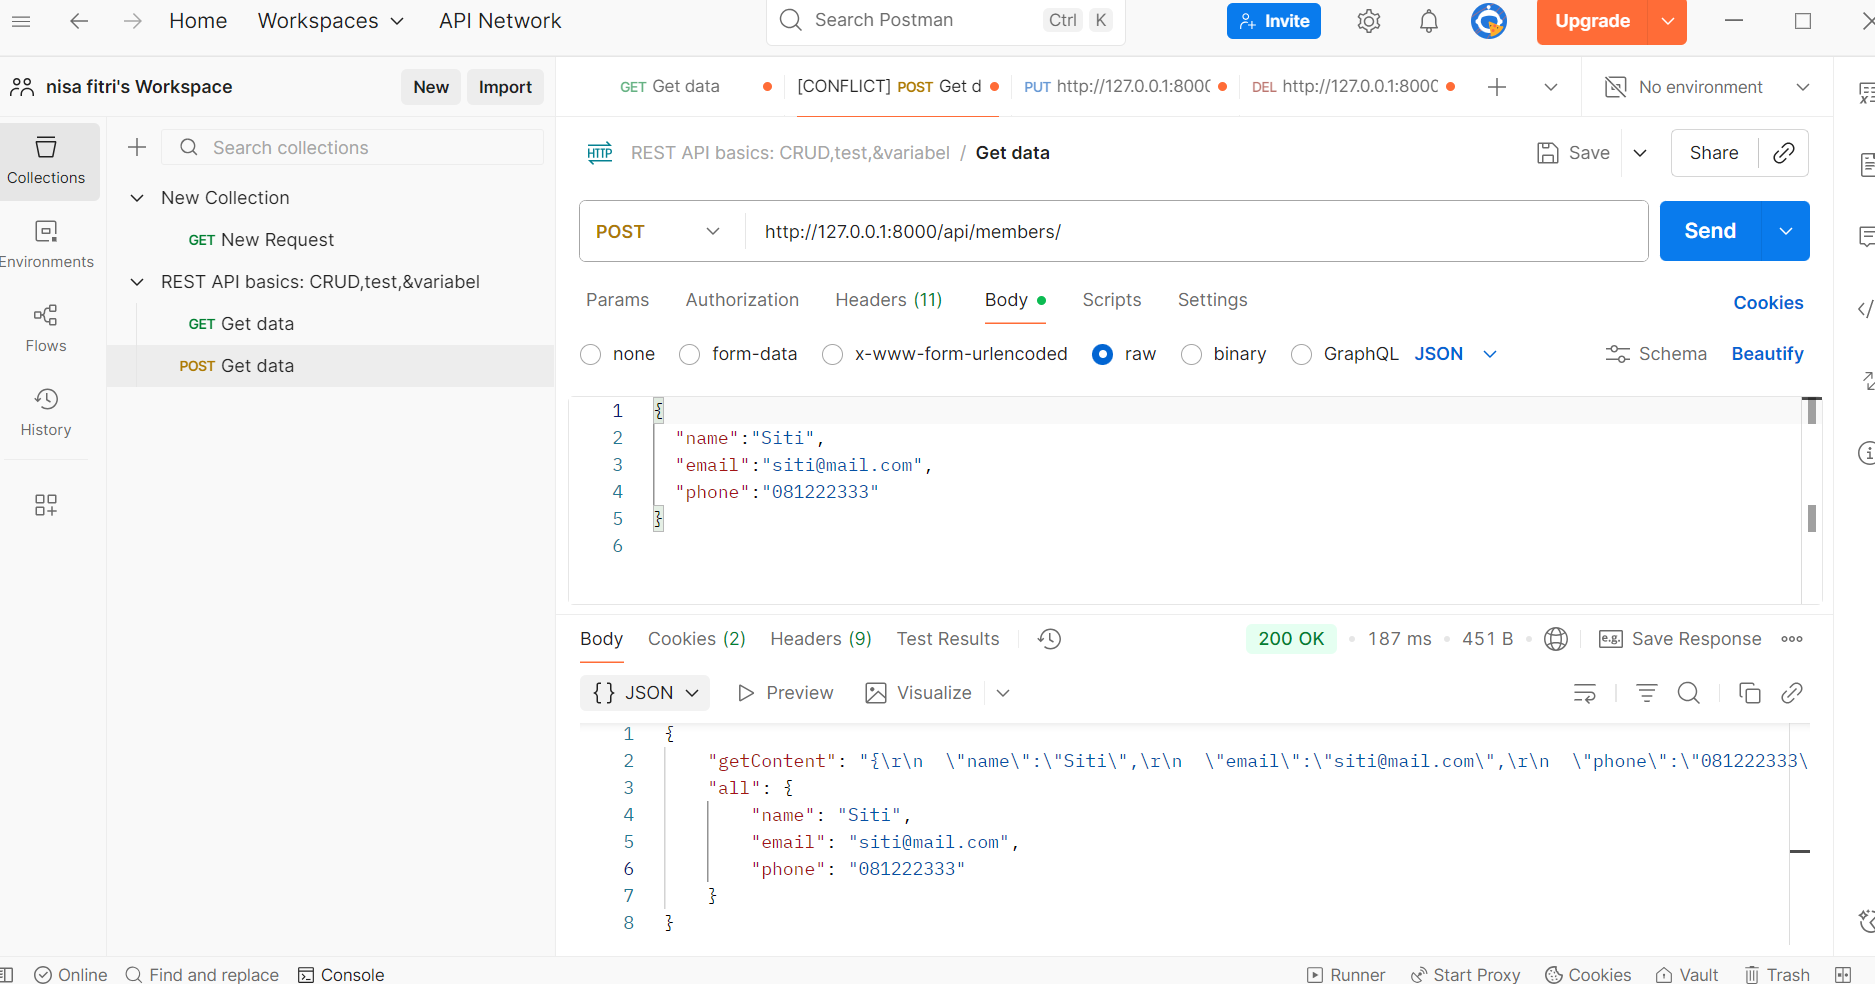 Home Workspaces API Network Search Postman Ctrl K Invite Upgrade
nisa fitri's Workspace New Import GET Get data [CONFLICT] POST Get d PUT http://127.0.0.1:800 DEL http://127.0.0.1:800 No environment
Collections
Environments
Flows
History
Search collections
New Collection
GET New Request
REST API basics: CRUD,test,&variabel
GET Get data
POST Get data
HTTP REST API basics: CRUD,test,&variabel / Get data Save Share
POST http://127.0.0.1:8000/api/members/ Send
Params Authorization Headers (11) Body Scripts Settings Cookies
none form-data x-www-form-urlencoded raw binary GraphQL JSON Schema Beautify
1 {
2 "name":"Siti",
3 "email":"siti@mail.com",
4 "phone":"081222333"
5 }
6
Body Cookies (2) Headers (9) Test Results 200 OK • 187 ms • 451 B • e.g. Save Response
{} JSON Preview Visualize
1 {
2 "getContent": "{\r\n  \"name\":\"Siti\",\r\n  \"email\":\"siti@mail.com\",\r\n  \"phone\":\"081222333\
3 "all": {
4 "name": "Siti",
5 "email": "siti@mail.com",
6 "phone": "081222333"
7 }
8 }
Online Find and replace Console Runner Start Proxy Cookies Vault Trash